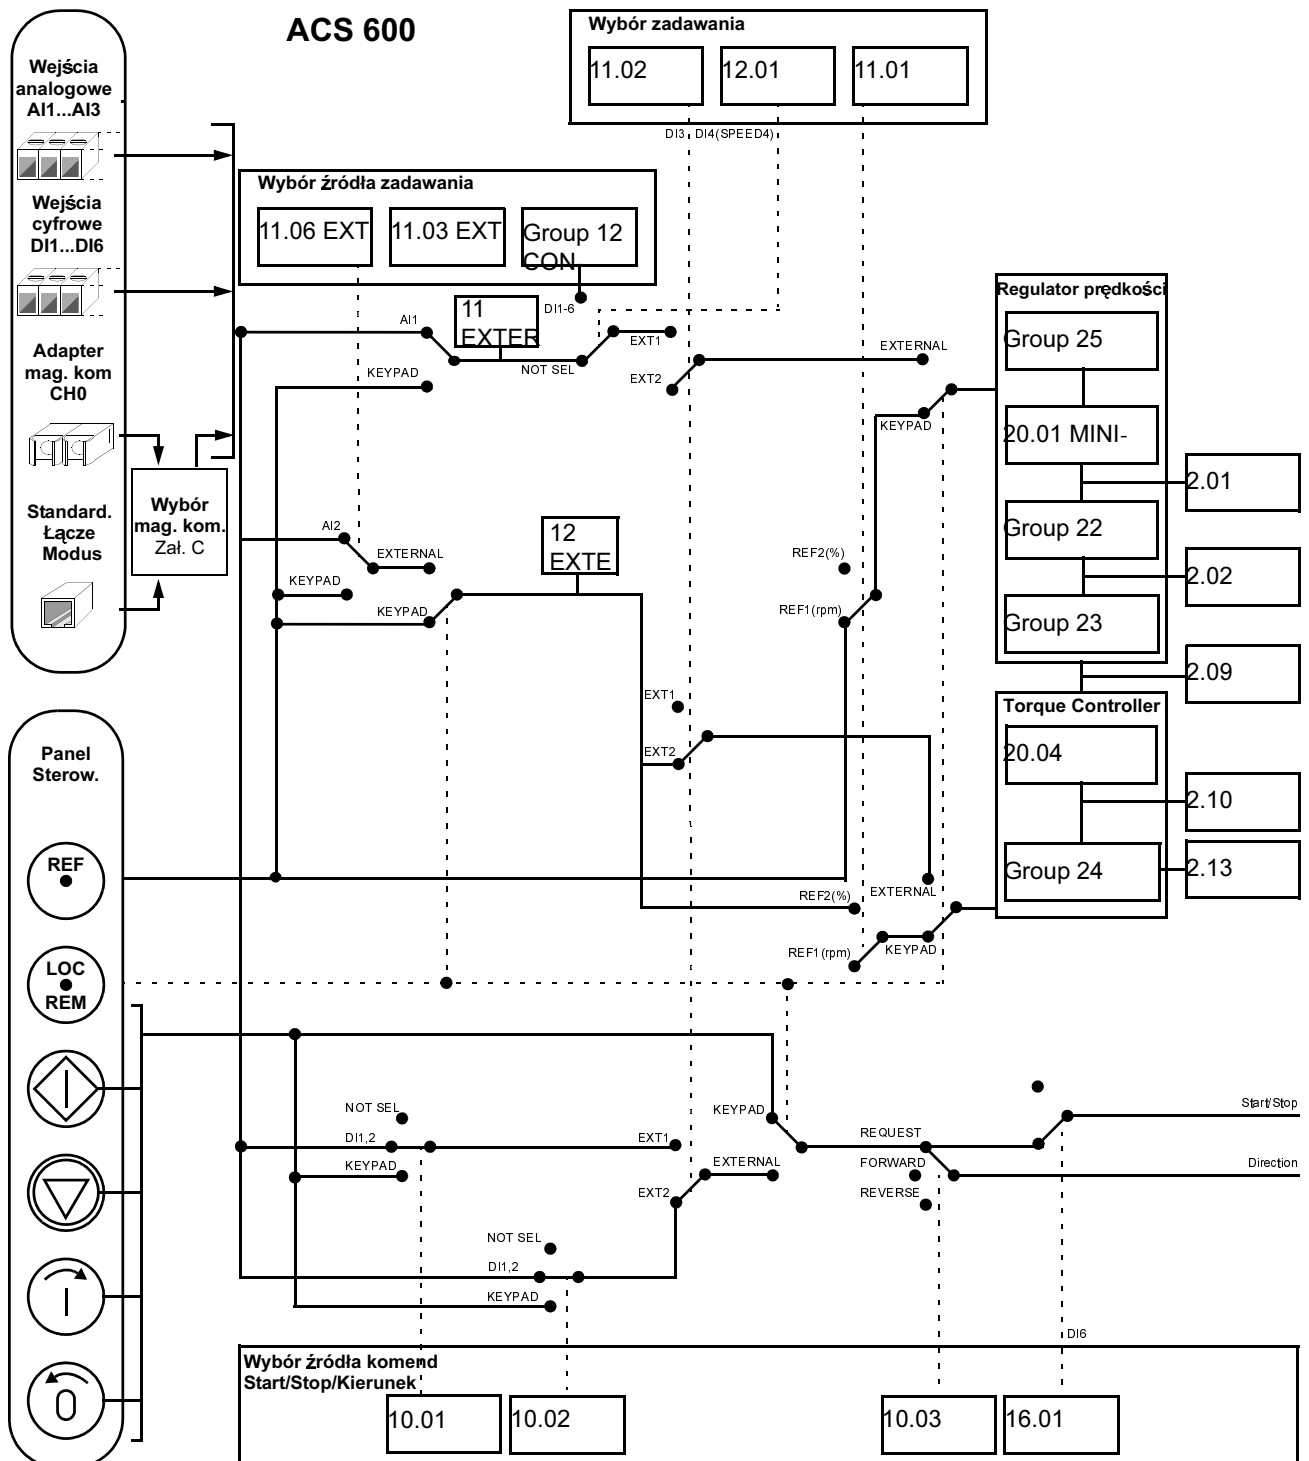 ACS 600
Wybór zadawania
11.02
12.01
11.01
DI3
DI4(SPEED4)
Wejścia
analogowe
AI1...AI3
Wejścia
cyfrowe
DI1...DI6
Adapter
mag. kom
CH0
Standard.
Łącze
Modus
Wybór
mag. kom.
Zał. C
Wybór źródła zadawania
11.06 EXT
11.03 EXT
Group 12
CON
DI1-6
11
EXTER
AI1
KEYPAD
NOT SEL
EXT1
EXT2
EXTERNAL
KEYPAD
Regulator prędkości
Group 25
20.01 MINI-
Group 22
Group 23
2.01
2.02
2.09
AI2
EXTERNAL
KEYPAD
KEYPAD
12
EXTE
REF2(%)
REF1(rpm)
EXT1
EXT2
Torque Controller
20.04
Group 24
2.10
2.13
Panel
Sterow.
REF
LOC
REM
REF2(%)
EXTERNAL
REF1(rpm)
KEYPAD
NOT SEL
DI1,2
KEYPAD
EXT1
EXT2
KEYPAD
EXTERNAL
REQUEST
FORWARD
REVERSE
Start/Stop
Direction
NOT SEL
DI1,2
KEYPAD
DI6
Wybór źródła komend
Start/Stop/Kierunek
10.01
10.02
10.03
16.01